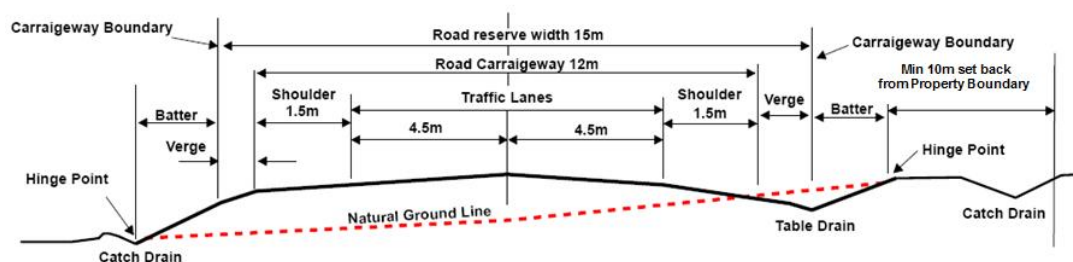 Carraigeway Boundary
Road reserve width 15m
Carraigeway Boundary
Road Carraigeway 12m
Min 10m set back
from Property Boundary
Shoulder
1.5m
Traffic Lanes
Shoulder
1.5m
Verge
Batter
Batter
4.5m
4.5m
Verge
Hinge Point
Hinge Point
Natural Ground Line
Table Drain
Catch Drain
Catch Drain